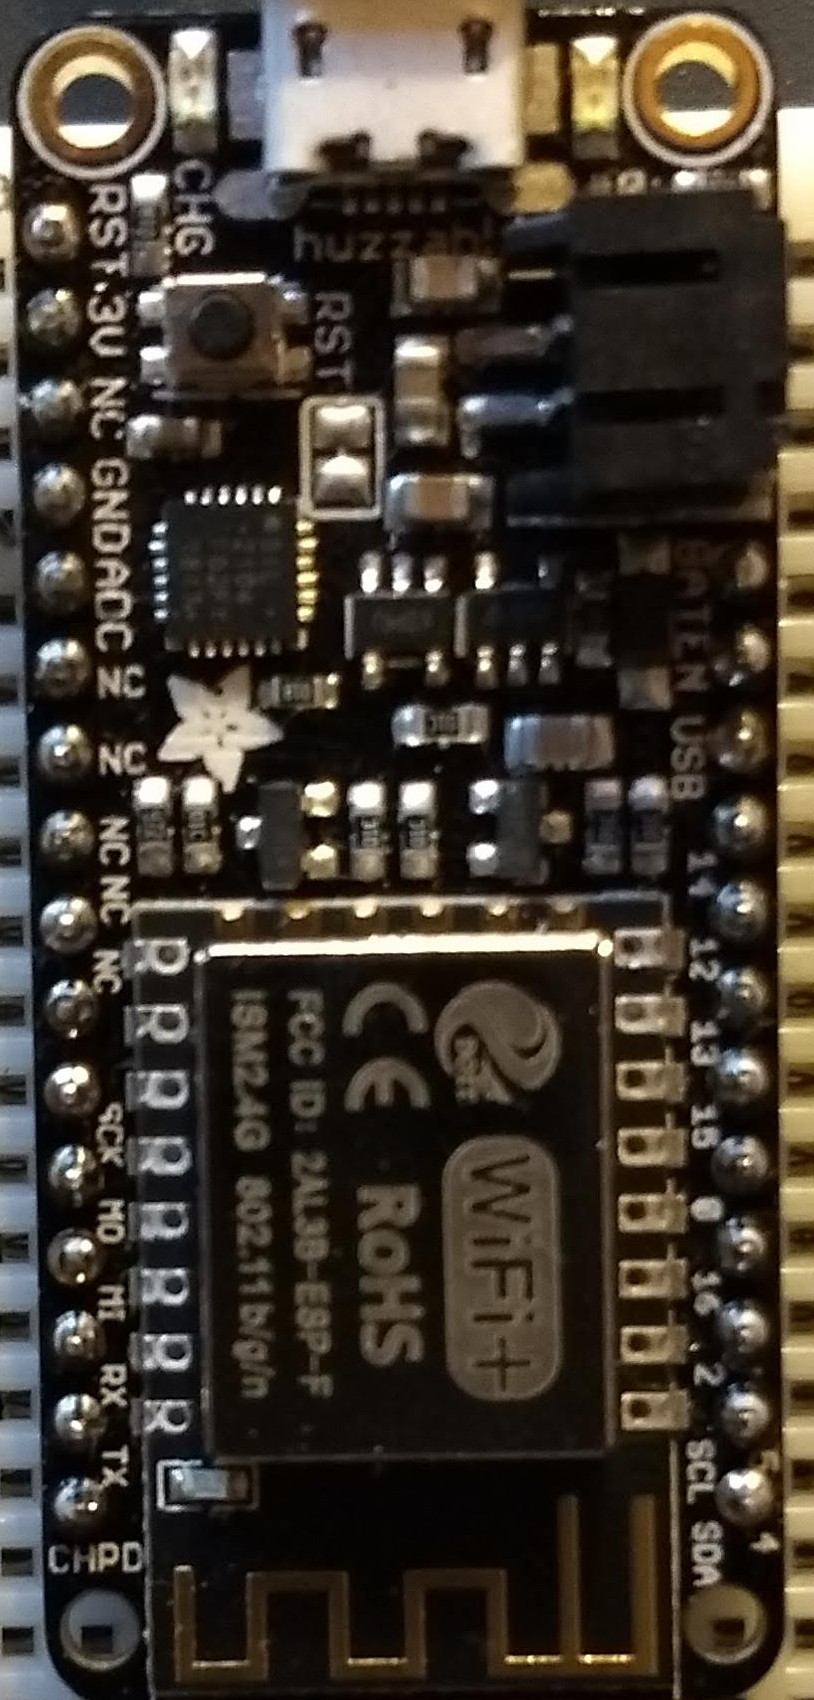 CHG
huzzah!
RST
RST
3V
NC
GND
ADC
NC
NC
NC
NC
NC
SCK
MO
MI
RX
TX
CHPD
BAT
EN
USB
14
12
13
15
0
16
2
SCL 5
SDA 4
WiFi+
CE RoHS
FCC ID: 2AL3B-ESP-F
ISM2.4G 802.11b/g/n